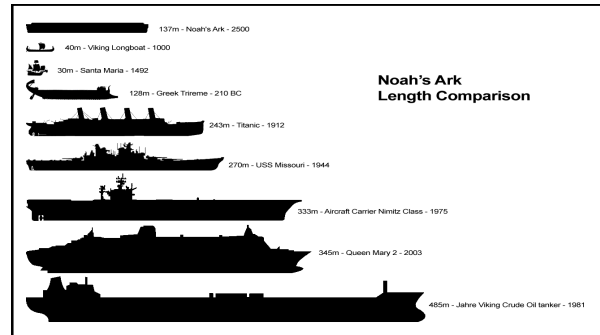 137m - Noah's Ark - 2500
40m - Viking Longboat - 1000
30m - Santa Maria - 1492
Noah's Ark
Length Comparison
128m - Greek Trireme - 210 BC
243m - Titanic - 1912
270m - USS Missouri - 1944
333m - Aircraft Carrier Nimitz Class - 1975
345m - Queen Mary 2 - 2003
485m - Jahre Viking Crude Oil tanker - 1981